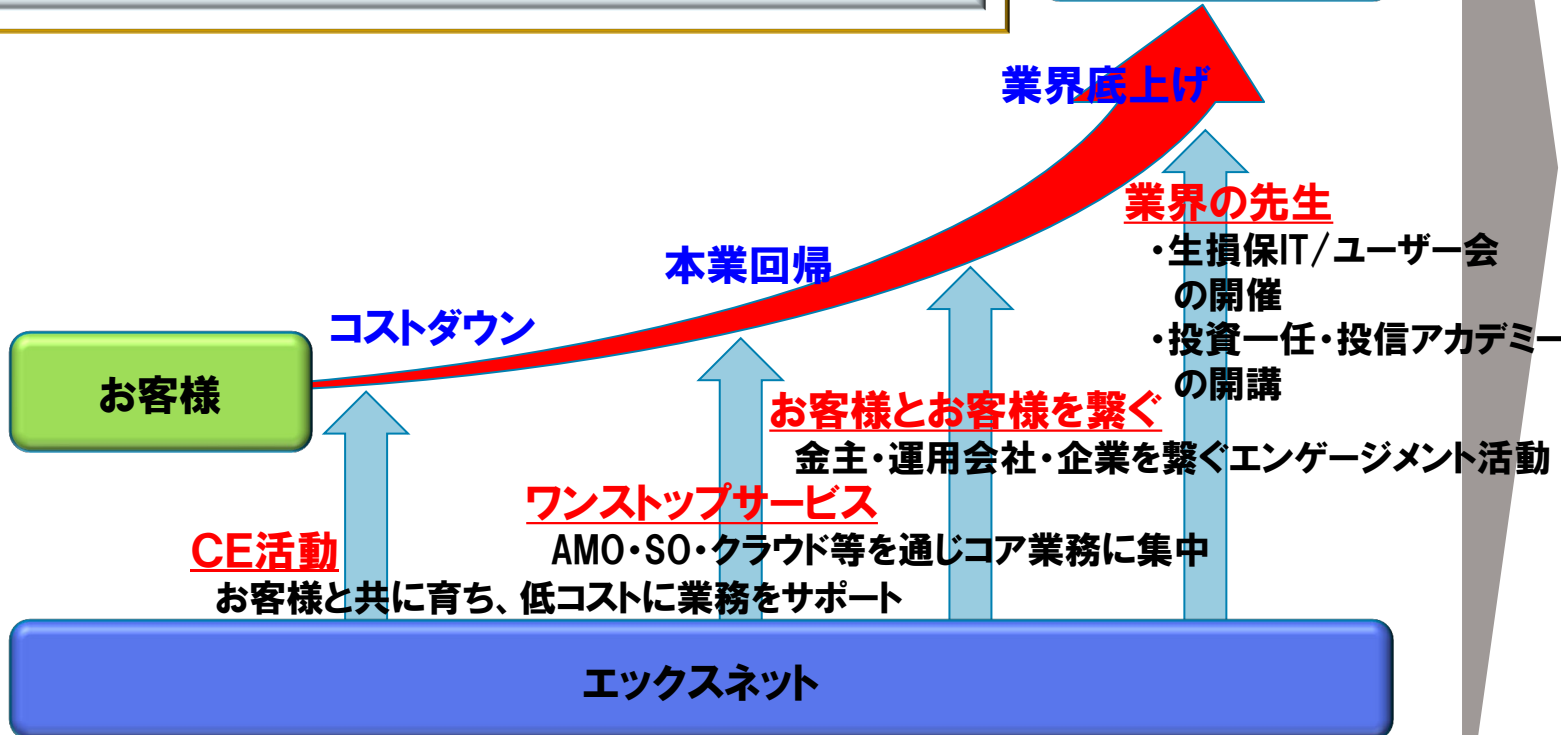 業界底上げ
業界の先生
・生損保IT/ユーザー会
の開催
・投資一任・投信アカデミー
の開講
本業回帰
コストダウン
お客様
お客様とお客様を繋ぐ
金主・運用会社・企業を繋ぐエンゲージメント活動
ワンストップサービス
AMO・SO・クラウド等を通じコア業務に集中
CE活動
お客様と共に育ち、低コストに業務をサポート
エックスネット